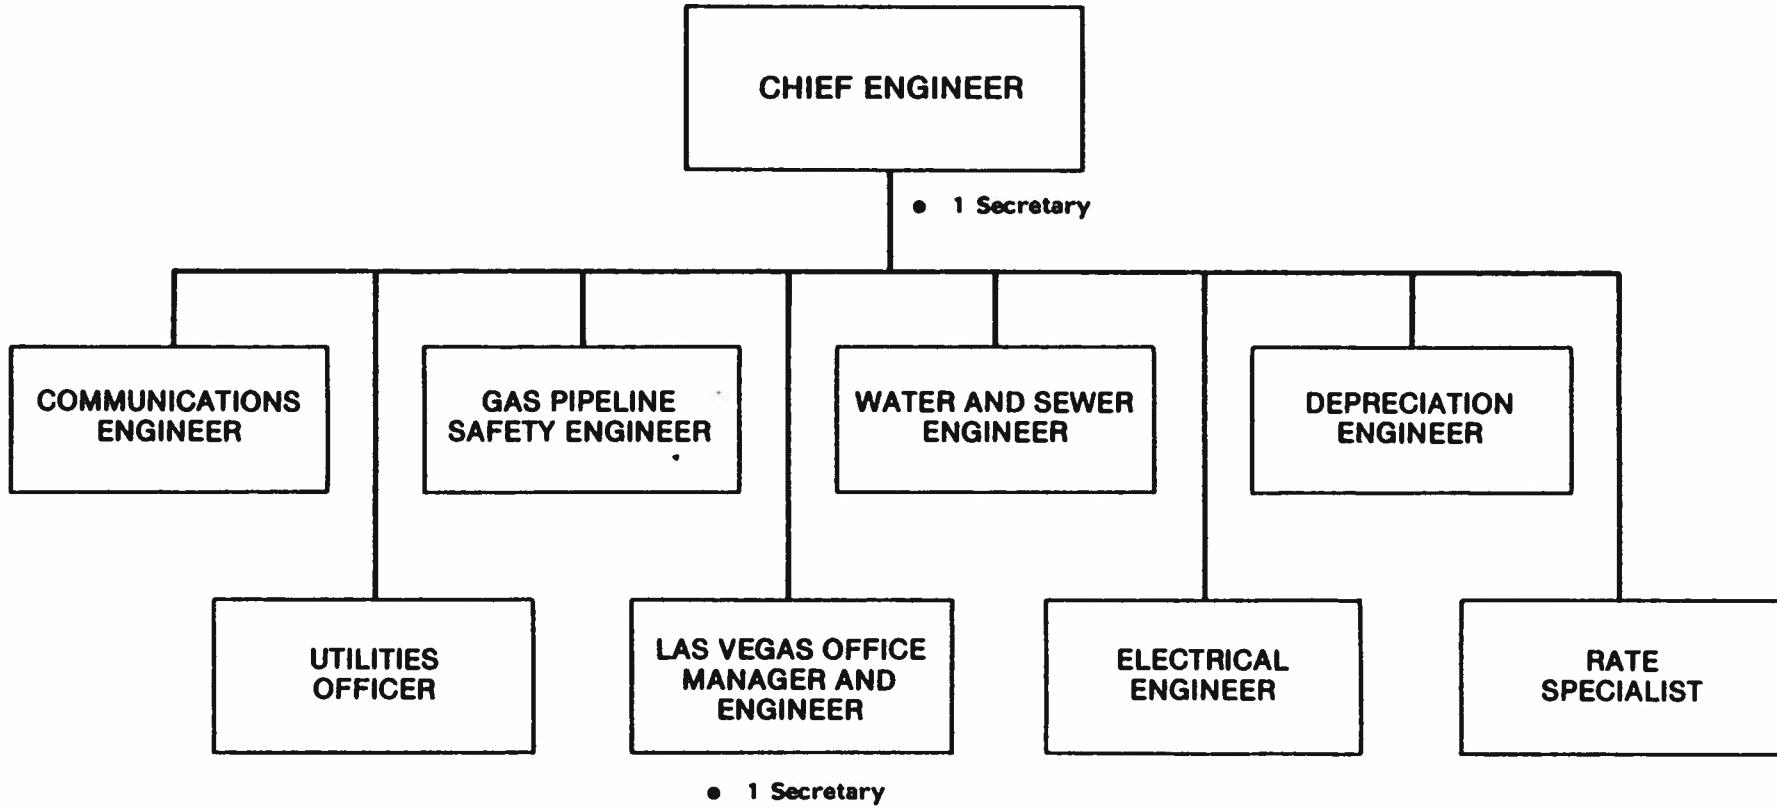 CHIEF ENGINEER
● 1 Secretary
COMMUNICATIONS
ENGINEER
GAS PIPELINE
SAFETY ENGINEER
WATER AND SEWER
ENGINEER
DEPRECIATION
ENGINEER
UTILITIES
OFFICER
LAS VEGAS OFFICE
MANAGER AND
ENGINEER
ELECTRICAL
ENGINEER
RATE
SPECIALIST
● 1 Secretary